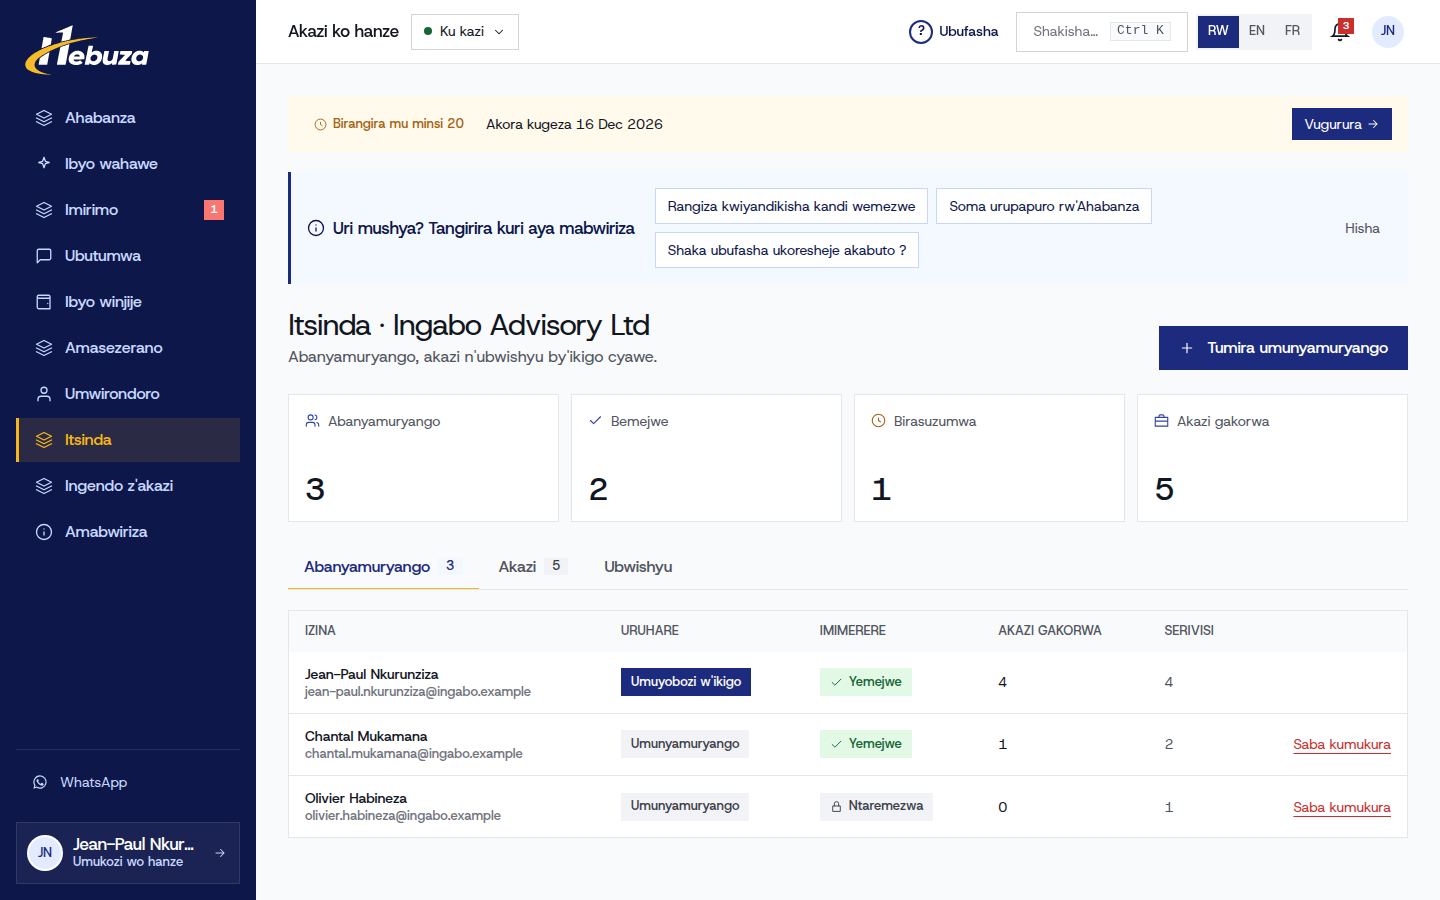 Hebuza
Ahabanza
Ibyo wahawe
Imirimo 1
Ubutumwa
Ibyo winjije
Amasezerano
Umwirondoro
Itsinda
Ingendo z'akazi
Amabwiriza
WhatsApp
JN Jean-Paul Nkur...
Umukozi wo hanze
Akazi ko hanze Ku kazi
? Ubufasha Shakisha... Ctrl K RW EN FR 3 JN
Birangira mu minsi 20 Akora kugeza 16 Dec 2026 Vugurura
Uri mushya? Tangirira kuri aya mabwiriza
Rangiza kwiyandikisha kandi wemezwe Soma urupapuro rw'Ahabanza
Shaka ubufasha ukoresheje akabuto ?
Hisha
Itsinda · Ingabo Advisory Ltd
Abanyamuryango, akazi n'ubwishyu by'ikigo cyawe.
Tumira umunyamuryango
Abanyamuryango Bemejwe Birasuzumwa Akazi gakorwa
3 2 1 5
Abanyamuryango 3 Akazi 5 Ubwishyu
IZINA URUHARE IMIMERERE AKAZI GAKORWA SERIVISI
Jean-Paul Nkurunziza
jean-paul.nkurunziza@ingabo.example
Umuyobozi w'ikigo Yemejwe 4 4
Chantal Mukamana
chantal.mukamana@ingabo.example
Umunyamuryango Yemejwe 1 2 Saba kumukura
Olivier Habineza
olivier.habineza@ingabo.example
Umunyamuryango Ntaremezwa 0 1 Saba kumukura